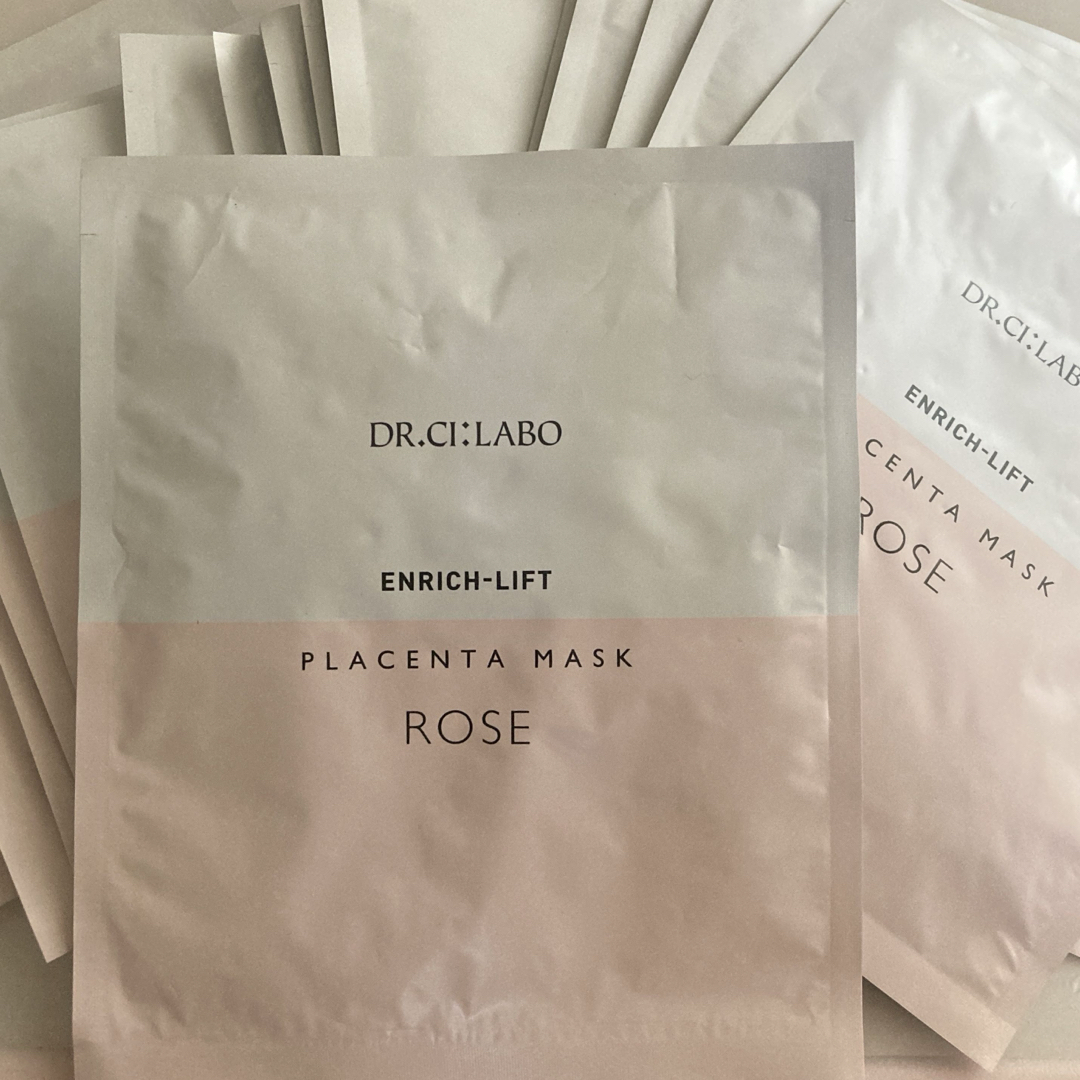 DR.CI:LABO
ENRICH-LIFT
PLACENTA MASK
ROSE
DR.CI:LAB
ENRICH-LIFT
CENTA MASK
ROSE